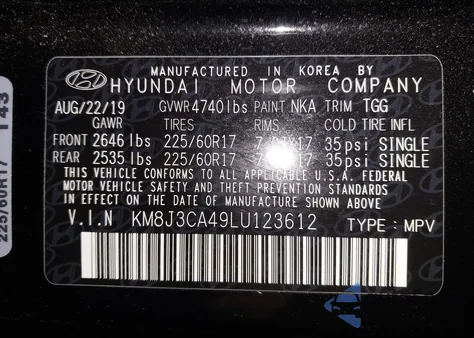 MANUFACTURED IN KOREA BY
HYUNDAI MOTOR COMPANY
AUG/22/19 GVWR 4740lbs PAINT NKA TRIM TGG
GAWR TIRES RIMS COLD TIRE INFL
FRONT 2646 lbs 225/60R17 35psi SINGLE
REAR 2535 lbs 225/60R17 35psi SINGLE
THIS VEHICLE CONFORMS TO ALL APPLICABLE U.S.A. FEDERAL
MOTOR VEHICLE SAFETY AND THEFT PREVENTION STANDARDS
IN EFFECT ON THE DATE OF MANUFACTURE SHOWN ABOVE
V.I.N KM8J3CA49LU123612 TYPE : MPV
225/60R17 143